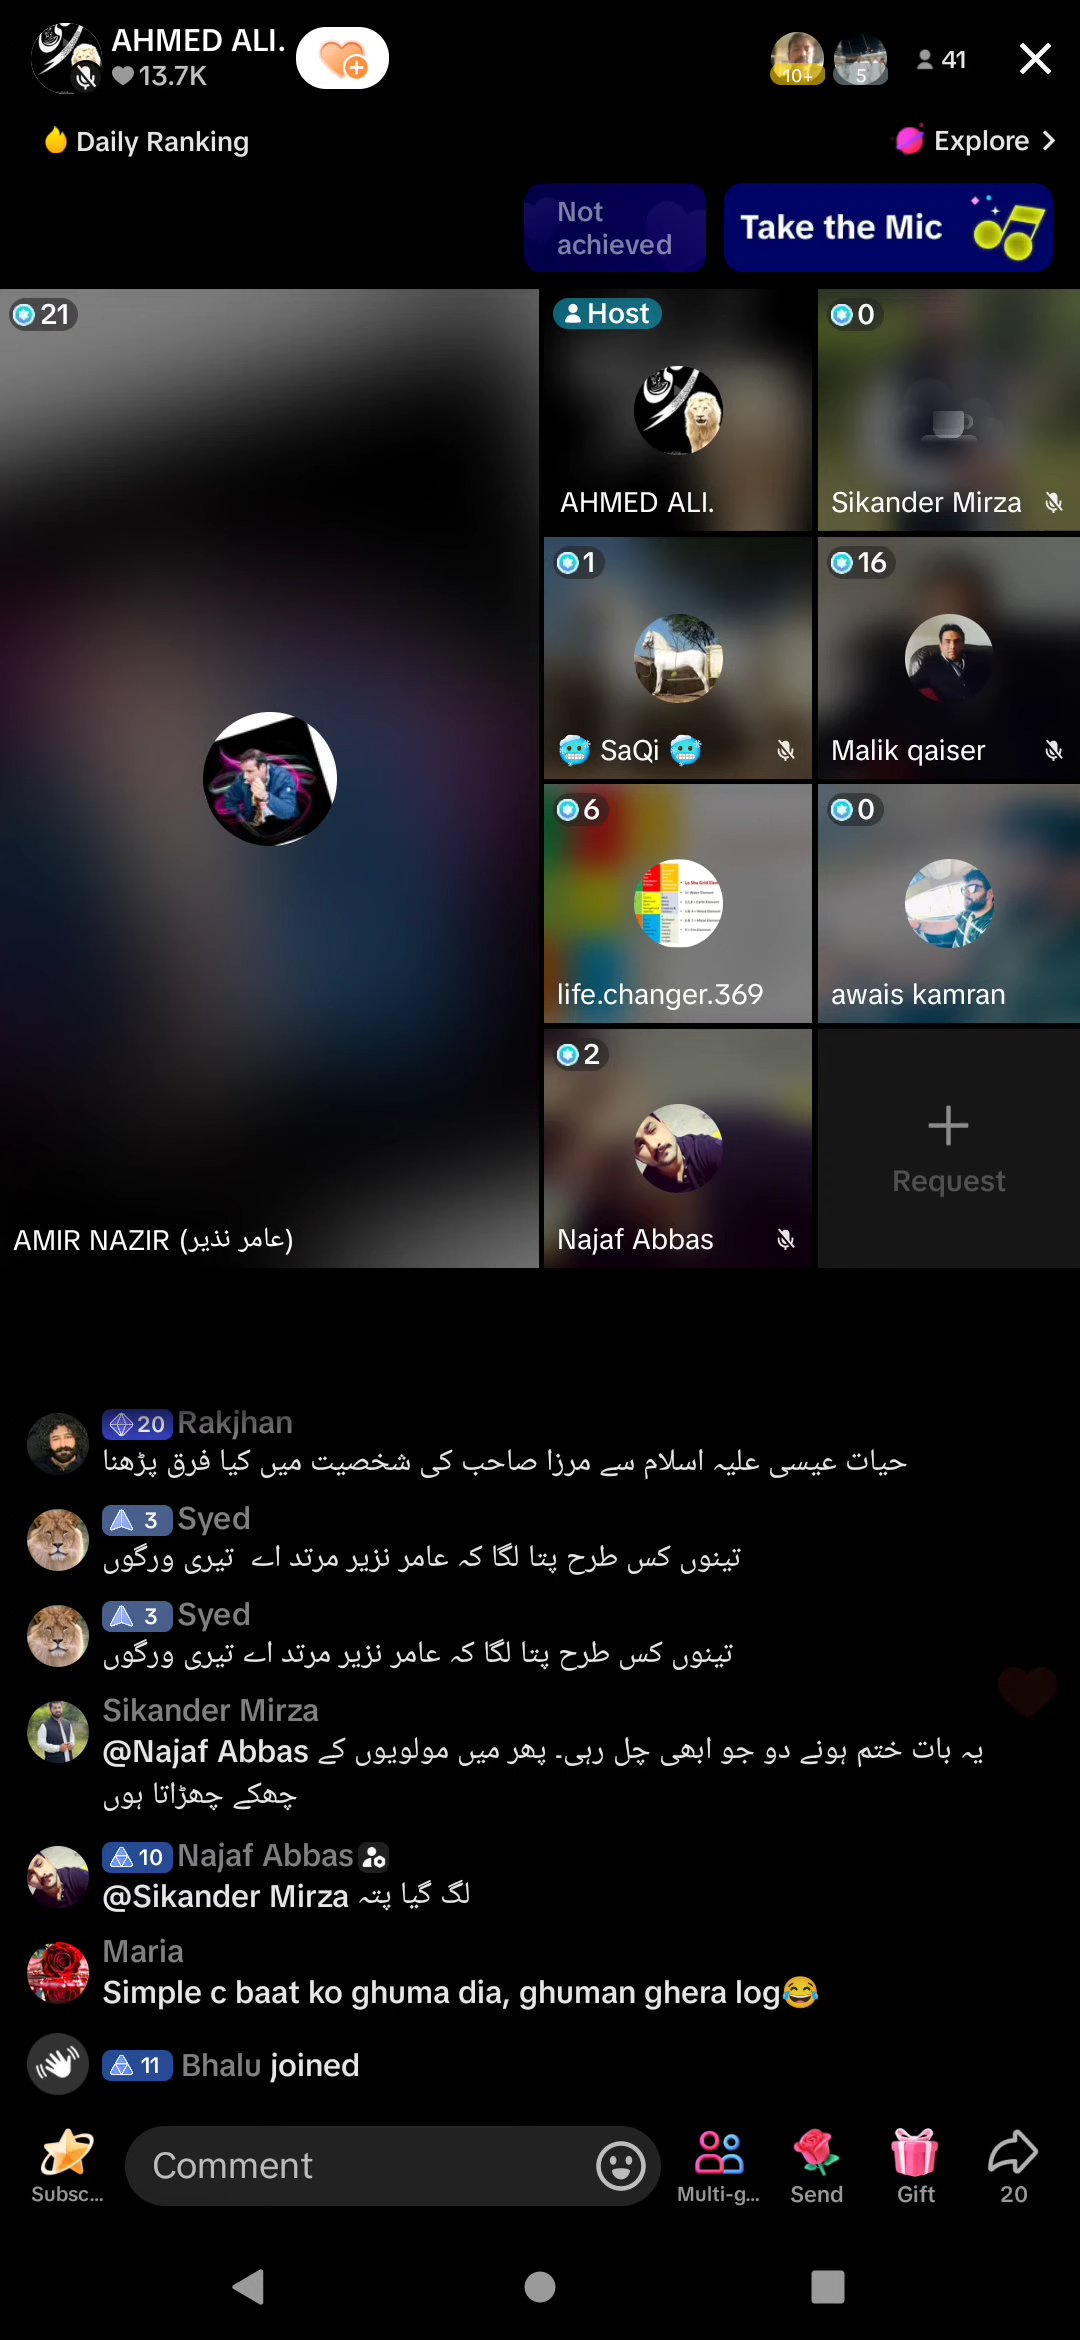 AHMED ALI.
13.7K
10+
5
41
Daily Ranking
Explore
Not
achieved
Take the Mic
21
Host
0
AHMED ALI.
Sikander Mirza
1
16
🥶 SaQi 🥶
Malik qaiser
6
0
life.changer.369
awais kamran
2
Request
AMIR NAZIR (عامر نذیر)
Najaf Abbas
20 Rakjhan
حیات عیسی علیہ اسلام سے مرزا صاحب کی شخصیت میں کیا فرق پڑھنا
3 Syed
تینوں کس طرح پتا لگا کہ عامر نزیر مرتد اے تیری ورگوں
3 Syed
تینوں کس طرح پتا لگا کہ عامر نزیر مرتد اے تیری ورگوں
Sikander Mirza
@Najaf Abbas یہ بات ختم ہونے دو جو ابھی چل رہی۔ پھر میں مولویوں کے
چھکے چھڑاتا ہوں
10 Najaf Abbas
@Sikander Mirza لگ گیا پتہ
Maria
Simple c baat ko ghuma dia, ghuman ghera log😂
11 Bhalu joined
Comment
Subsc...
Multi-g...
Send
Gift
20